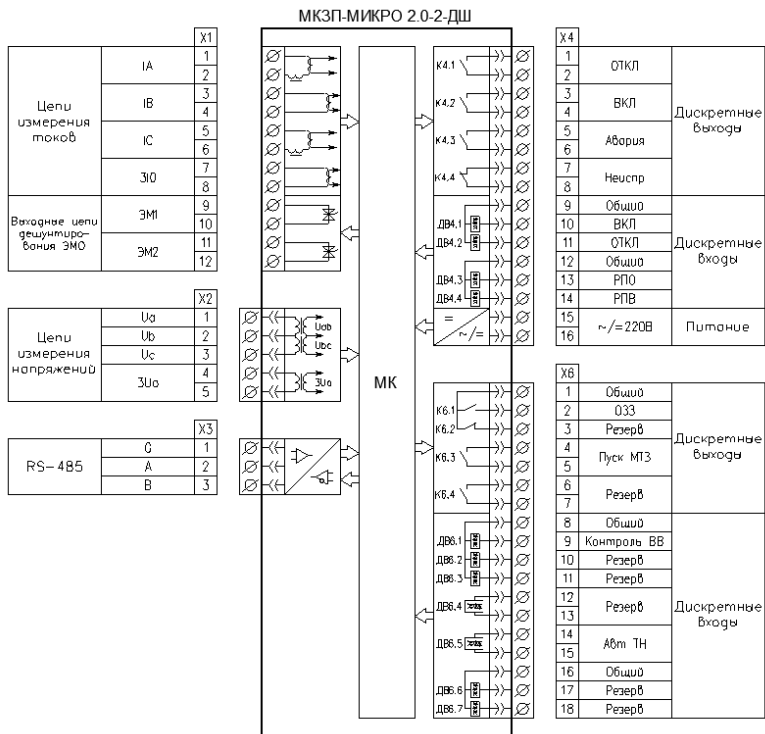 МКЗП-МИКРО 2.0-2-ДШ
X1
Цепи
измерения
токов
IA
1
2
IB
3
4
IC
5
6
3I0
7
8
Выходные цепи
дешунтиро-
вания ЭМО
ЭМ1
9
10
ЭМ2
11
12
X2
Цепи
измерения
напряжений
Ua
1
Ub
2
Uc
3
3Uo
4
5
Uab
Ubc
3Uo
X3
RS-485
G
1
A
2
B
3
МК
X4
К4.1
1
2
ОТКЛ
К4.2
3
4
ВКЛ
К4.3
5
6
Авария
К4.4
7
8
Неиспр
Дискретные
выходы
9
Общий
ДВ4.1
10
ВКЛ
ДВ4.2
11
ОТКЛ
12
Общий
ДВ4.3
13
РПО
ДВ4.4
14
РПВ
Дискретные
входы
=
~/=
15
16
~/=220В
Питание
X6
1
Общий
К6.1
2
ОЗЗ
К6.2
3
Резерв
К6.3
4
5
Пуск МТЗ
К6.4
6
7
Резерв
Дискретные
выходы
8
Общий
ДВ6.1
9
Контроль ВВ
ДВ6.2
10
Резерв
ДВ6.3
11
Резерв
ДВ6.4
12
13
Резерв
ДВ6.5
14
15
Авт ТН
16
Общий
ДВ6.6
17
Резерв
ДВ6.7
18
Резерв
Дискретные
входы